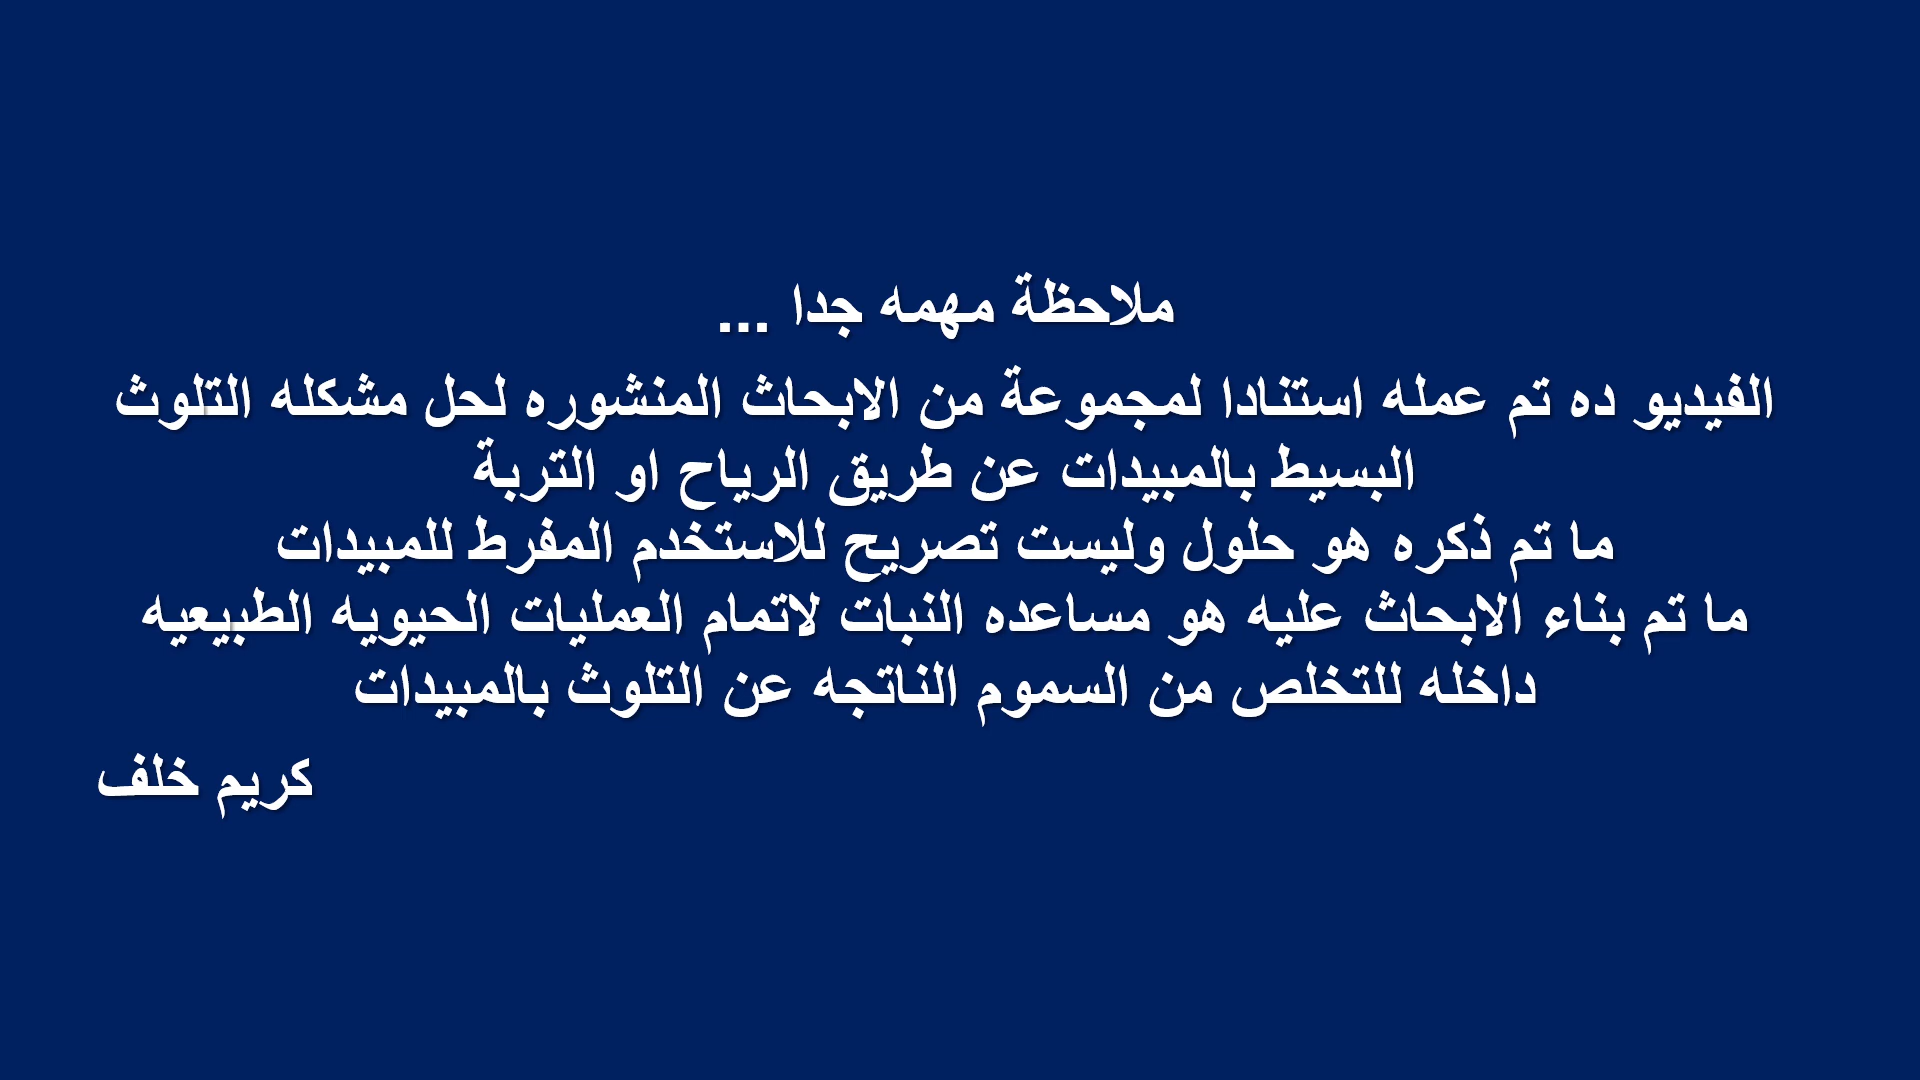 ملاحظة مهمه جدا ...
الفيديو ده تم عمله استنادا لمجموعة من الابحاث المنشوره لحل مشكله التلوث
البسيط بالمبيدات عن طريق الرياح او التربة
ما تم ذكره هو حلول وليست تصريح للاستخدم المفرط للمبيدات
ما تم بناء الابحاث عليه هو مساعده النبات لاتمام العمليات الحيويه الطبيعيه
داخله للتخلص من السموم الناتجه عن التلوث بالمبيدات
كريم خلف